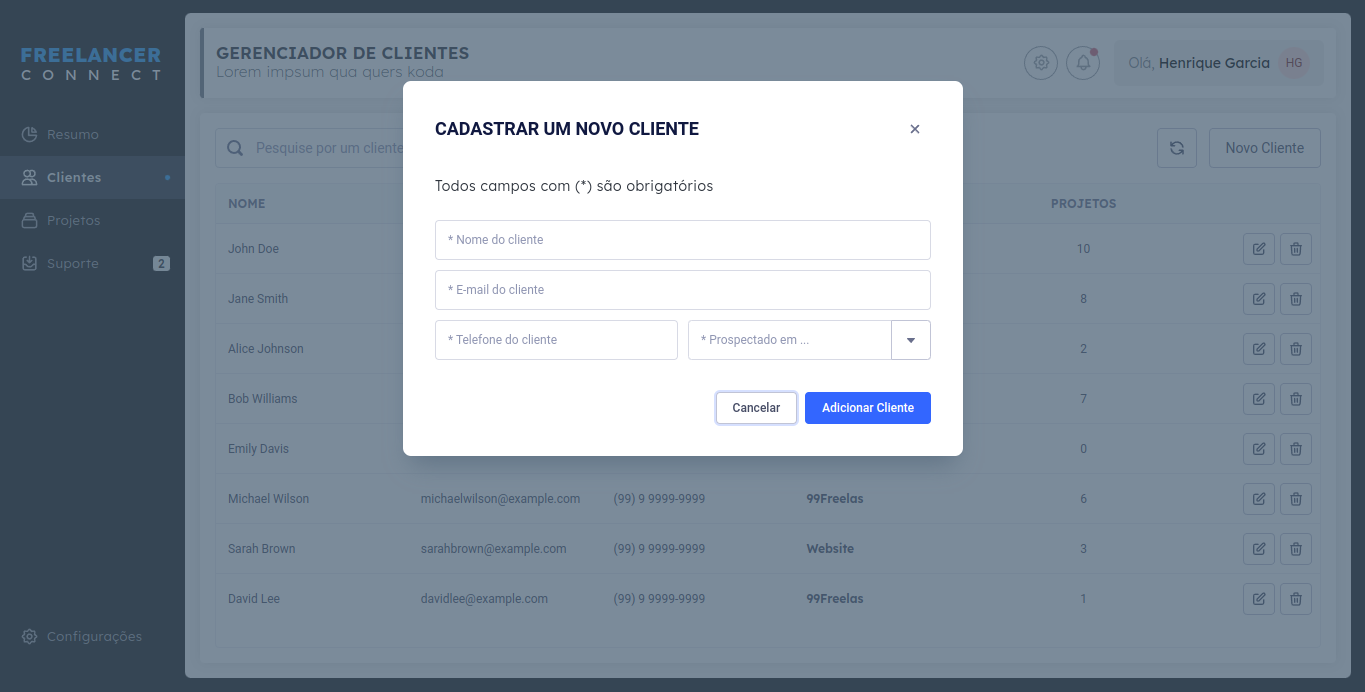 FREELANCER
CONNECT
Resumo
Clientes
Projetos
Suporte 2
Configurações
GERENCIADOR DE CLIENTES
Lorem impsum qua quers koda
Olá, Henrique Garcia HG
Pesquise por um cliente
Novo Cliente
NOME PROJETOS
John Doe 10
Jane Smith 8
Alice Johnson 2
Bob Williams 7
Emily Davis 0
Michael Wilson michaelwilson@example.com (99) 9 9999-9999 99Freelas 6
Sarah Brown sarahbrown@example.com (99) 9 9999-9999 Website 3
David Lee davidlee@example.com (99) 9 9999-9999 99Freelas 1
CADASTRAR UM NOVO CLIENTE
Todos campos com (*) são obrigatórios
* Nome do cliente
* E-mail do cliente
* Telefone do cliente * Prospectado em ...
Cancelar Adicionar Cliente